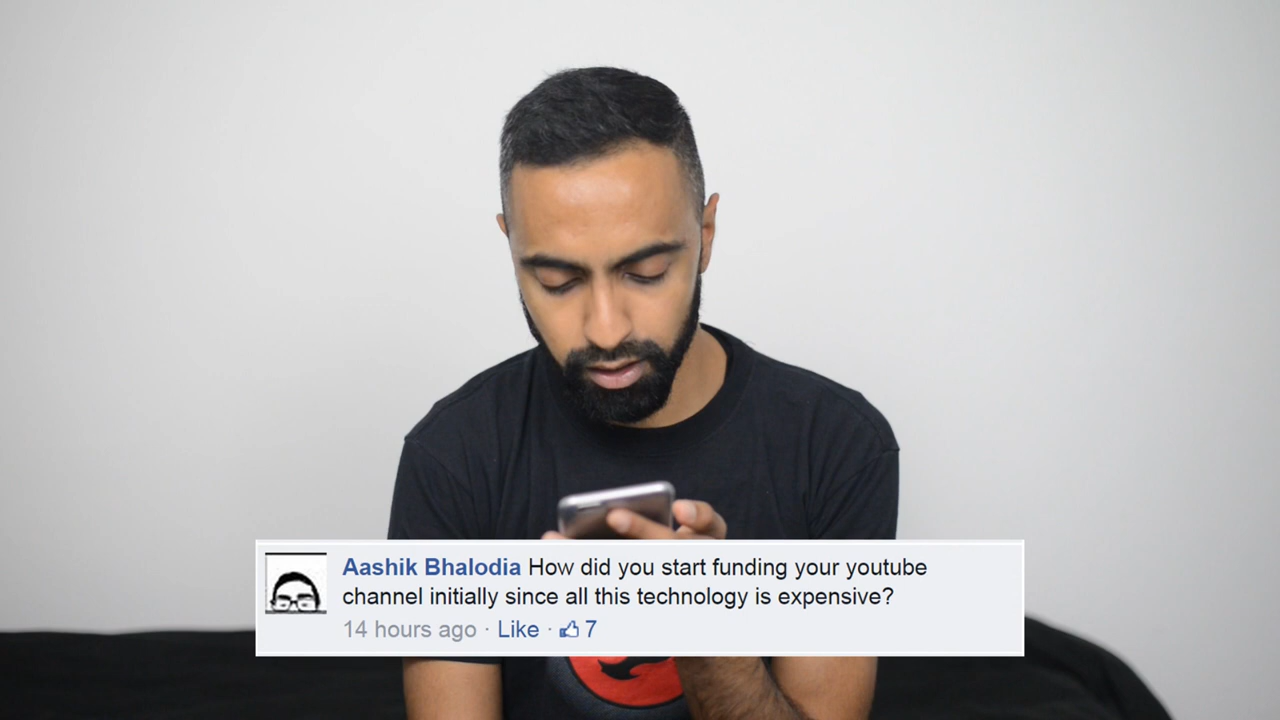 Aashik Bhalodia How did you start funding your youtube
channel initially since all this technology is expensive?
14 hours ago · Like · 7